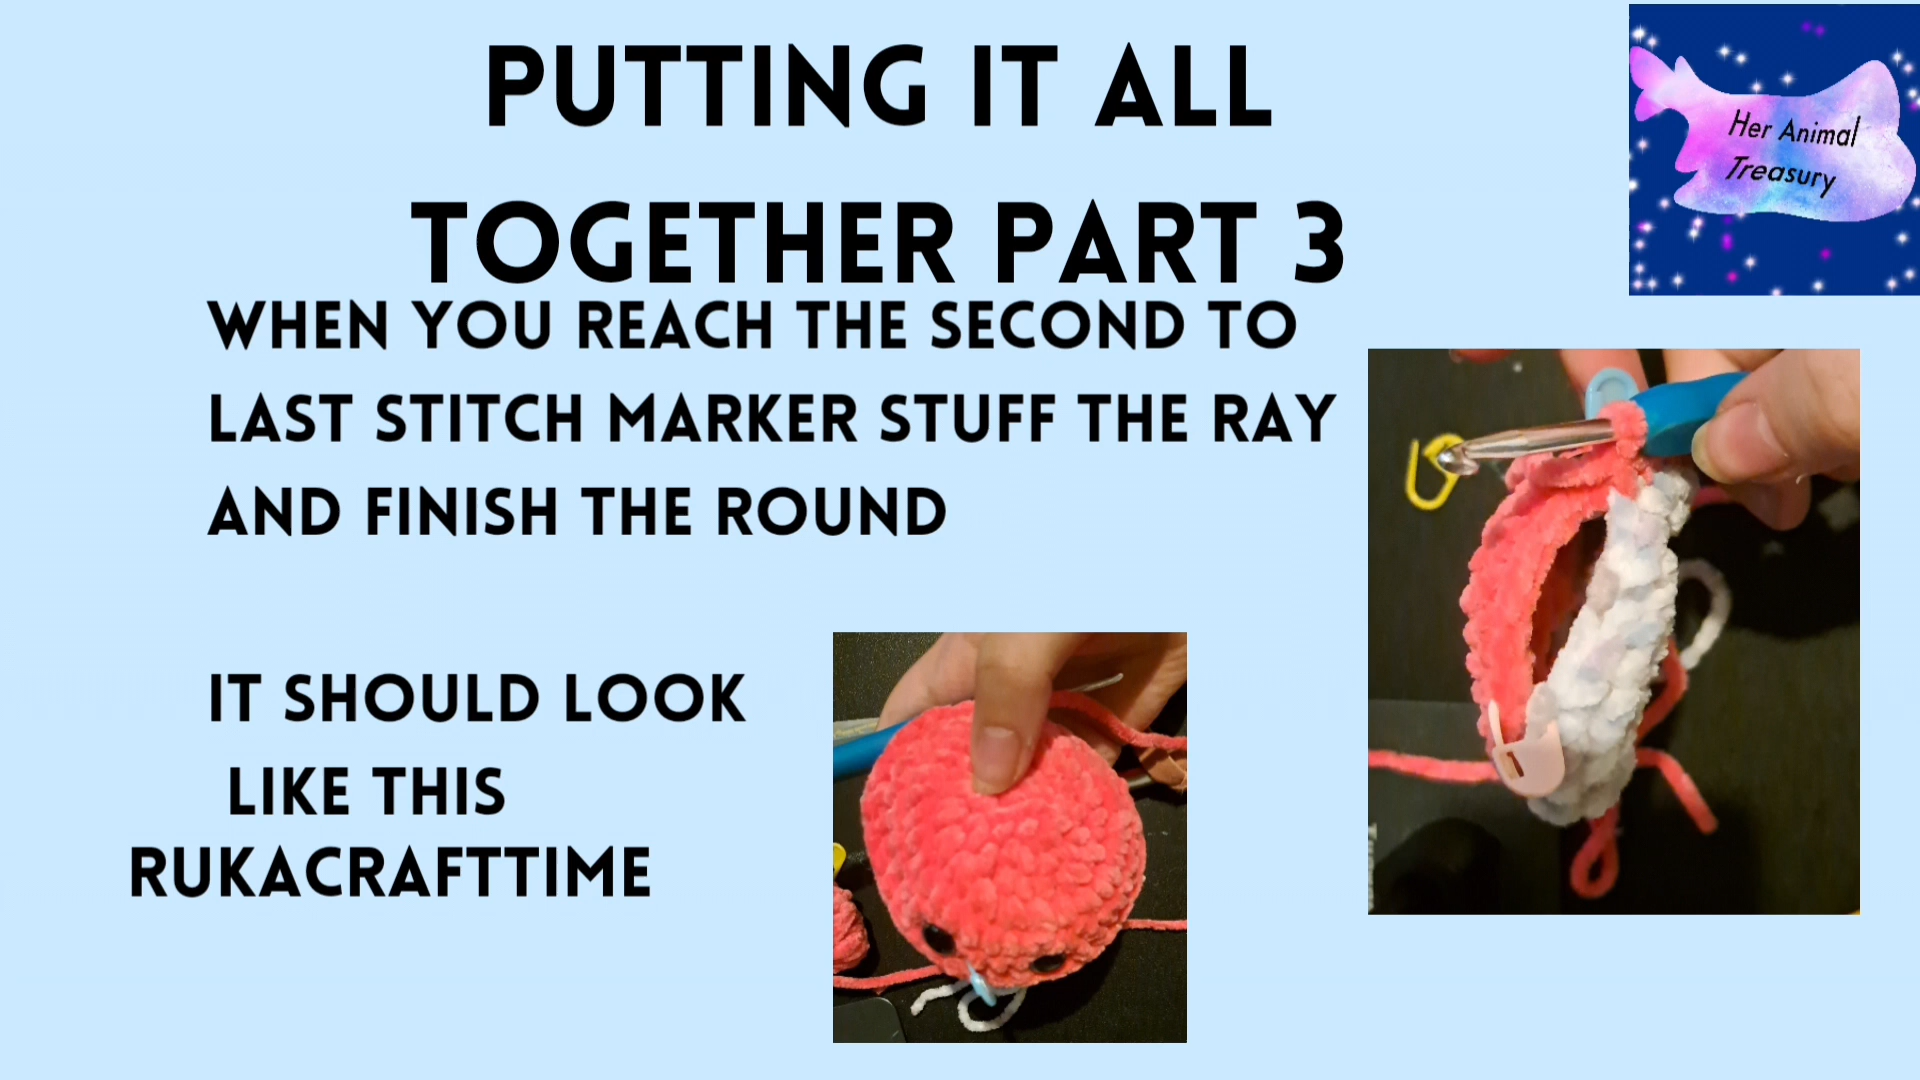 PUTTING IT ALL
TOGETHER PART 3
WHEN YOU REACH THE SECOND TO
LAST STITCH MARKER STUFF THE RAY
AND FINISH THE ROUND
IT SHOULD LOOK
LIKE THIS
RUKACRAFTTIME
Her Animal
Treasury